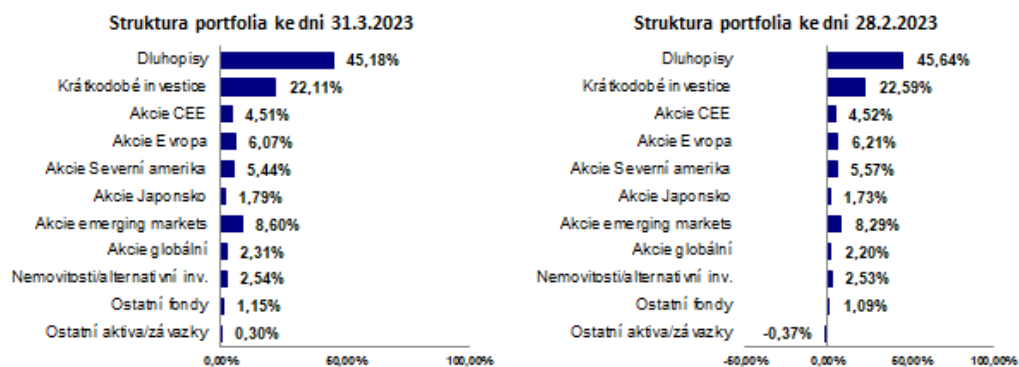 Struktura portfolia ke dni 31.3.2023
Dluhopisy 45,18%
Krátkodobé investice 22,11%
Akcie CEE 4,51%
Akcie Evropa 6,07%
Akcie Severní amerika 5,44%
Akcie Japonsko 1,79%
Akcie emerging markets 8,60%
Akcie globální 2,31%
Nemovitosti/alternativní inv. 2,54%
Ostatní fondy 1,15%
Ostatní aktiva/závazky 0,30%
0,00% 50,00% 100,00%
Struktura portfolia ke dni 28.2.2023
Dluhopisy 45,64%
Krátkodobé investice 22,59%
Akcie CEE 4,52%
Akcie Evropa 6,21%
Akcie Severní amerika 5,57%
Akcie Japonsko 1,73%
Akcie emerging markets 8,29%
Akcie globální 2,20%
Nemovitosti/alternativní inv. 2,53%
Ostatní fondy 1,09%
Ostatní aktiva/závazky -0,37%
-50,00% 0,00% 50,00% 100,00%